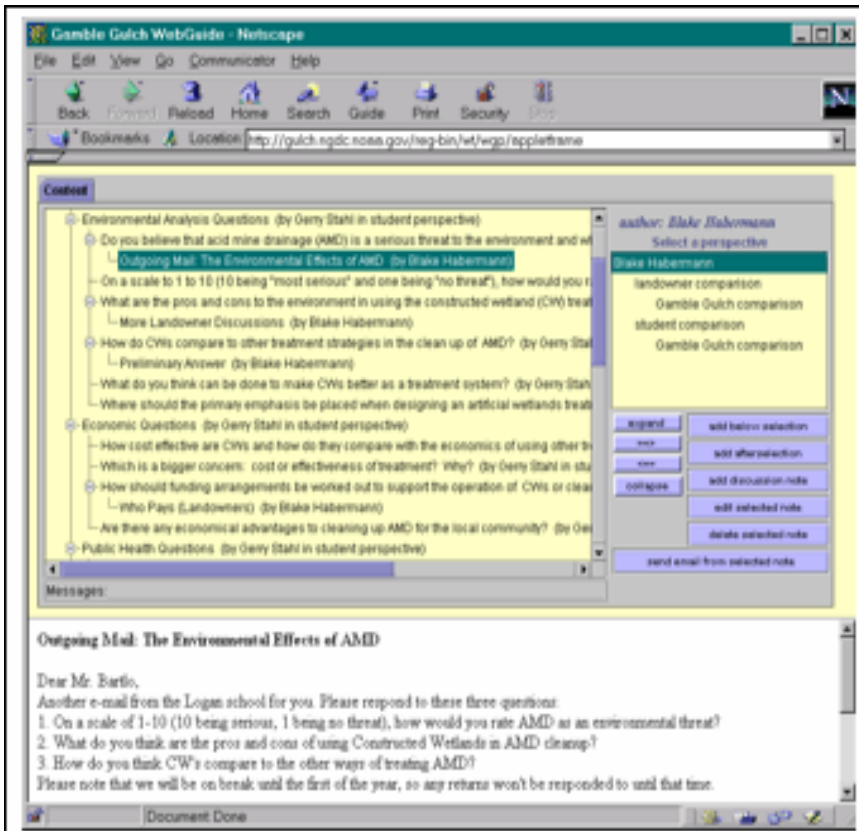 Gamble Gulch WebGuide - Netscape
File Edit View Go Communicator Help
Back Forward Reload Home Search Guide Print Security Stop
Bookmarks Location: http://gulch.ngdc.noaa.gov/reg-bin/wt/wgp/appletframe
Content
Environmental Analysis Questions (by Gerry Stahl in student perspective)
Do you believe that acid mine drainage (AMD) is a serious threat to the environment and wh
Outgoing Mail: The Environmental Effects of AMD (by Blake Habermann)
On a scale to 1 to 10 (10 being "most serious" and one being "no threat"), how would you r
What are the pros and cons to the environment in using the constructed wetland (CW) treat
More Landowner Discussions (by Blake Habermann)
How do CWs compare to other treatment strategies in the clean up of AMD? (by Gerry Stal
Preliminary Answer (by Blake Habermann)
What do you think can be done to make CWs better as a treatment system? (by Gerry Stah
Where should the primary emphasis be placed when designing an artificial wetlands treat
Economic Questions (by Gerry Stahl in student perspective)
How cost effective are CWs and how do they compare with the economics of using other tr
Which is a bigger concern: cost or effectiveness of treatment? Why? (by Gerry Stahl in stu
How should funding arrangements be worked out to support the operation of CWs or clea
Who Pays (Landowners) (by Blake Habermann)
Are there any economical advantages to cleaning up AMD for the local community? (by Ger
Public Health Questions (by Gerry Stahl in student perspective)
Messages:
author: Blake Habermann
Select a perspective
Blake Habermann
landowner comparison
Gamble Gulch comparison
student comparison
Gamble Gulch comparison
expand
==>
<==
collapse
add below selection
add after selection
add discussion note
edit selected note
delete selected note
send email from selected note
Outgoing Mail: The Environmental Effects of AMD
Dear Mr. Bartlo,
Another e-mail from the Logan school for you. Please respond to these three questions:
1. On a scale of 1-10 (10 being serious, 1 being no threat), how would you rate AMD as an environmental threat?
2. What do you think are the pros and cons of using Constructed Wetlands in AMD cleanup?
3. How do you think CW's compare to the other ways of treating AMD?
Please note that we will be on break until the first of the year, so any returns won't be responded to until that time.
Document Done